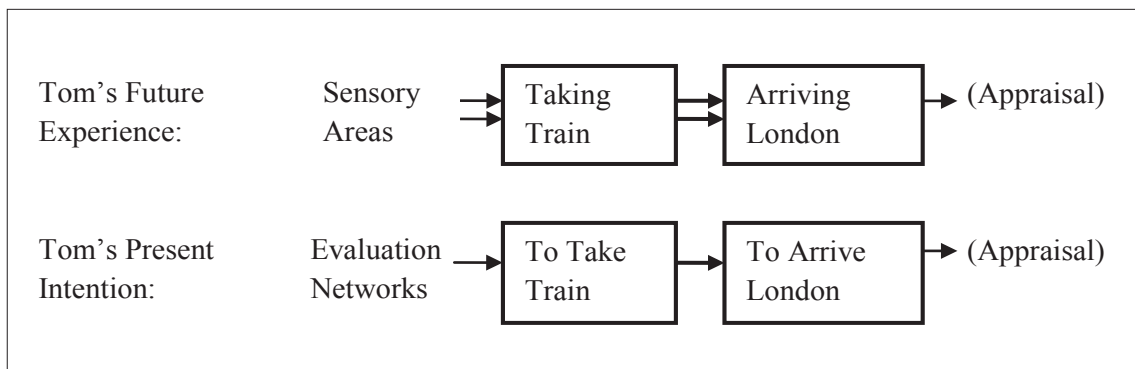 Tom’s Future Sensory Taking Arriving (Appraisal)
Experience: Areas Train London
Tom’s Present Evaluation To Take To Arrive (Appraisal)
Intention: Networks Train London